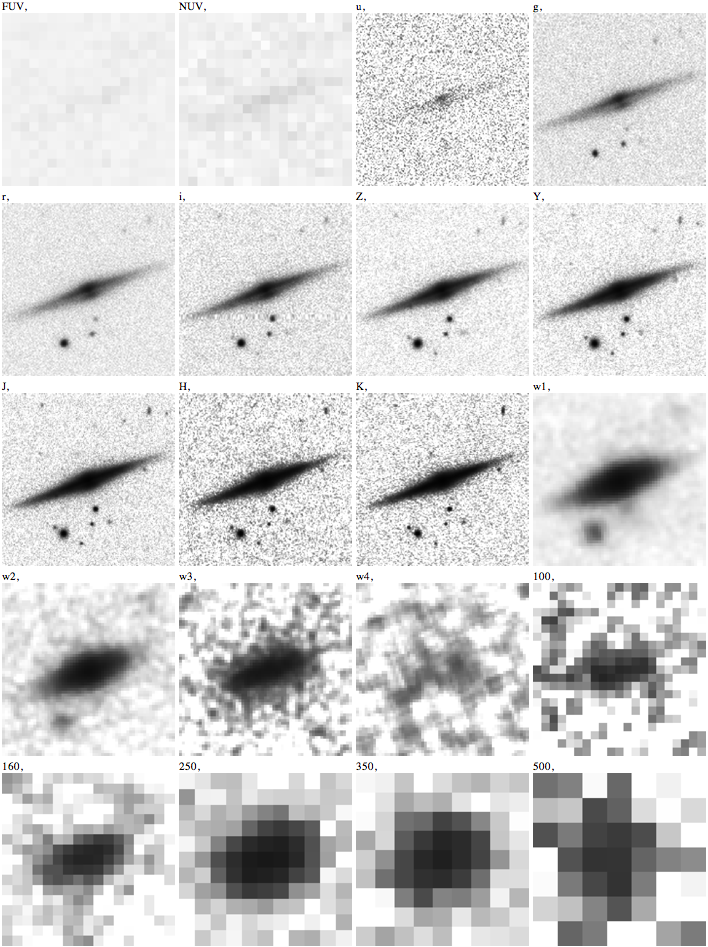 FUV, NUV, u, g,
r, i, Z, Y,
J, H, K, w1,
w2, w3, w4, 100,
160, 250, 350, 500,